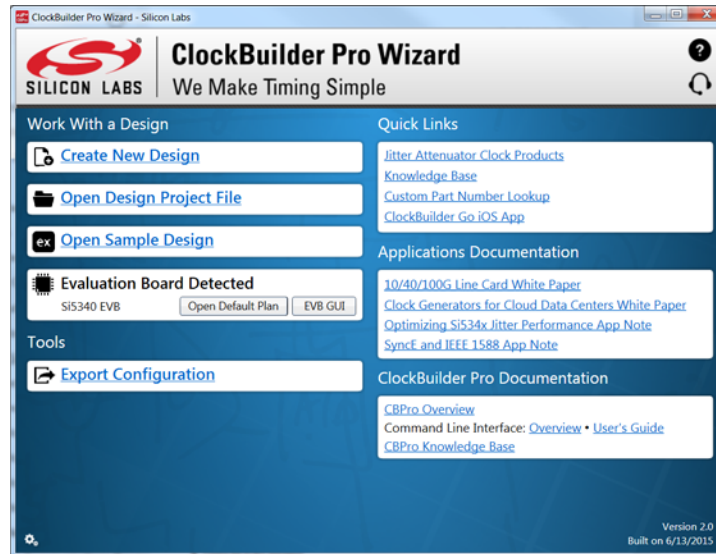 ClockBuilder Pro Wizard - Silicon Labs
SILICON LABS
ClockBuilder Pro Wizard
We Make Timing Simple
?
Work With a Design
Create New Design
Open Design Project File
ex Open Sample Design
Evaluation Board Detected
Si5340 EVB Open Default Plan EVB GUI
Tools
Export Configuration
Quick Links
Jitter Attenuator Clock Products
Knowledge Base
Custom Part Number Lookup
ClockBuilder Go iOS App
Applications Documentation
10/40/100G Line Card White Paper
Clock Generators for Cloud Data Centers White Paper
Optimizing Si534x Jitter Performance App Note
SyncE and IEEE 1588 App Note
ClockBuilder Pro Documentation
CBPro Overview
Command Line Interface: Overview • User's Guide
CBPro Knowledge Base
Version 2.0
Built on 6/13/2015